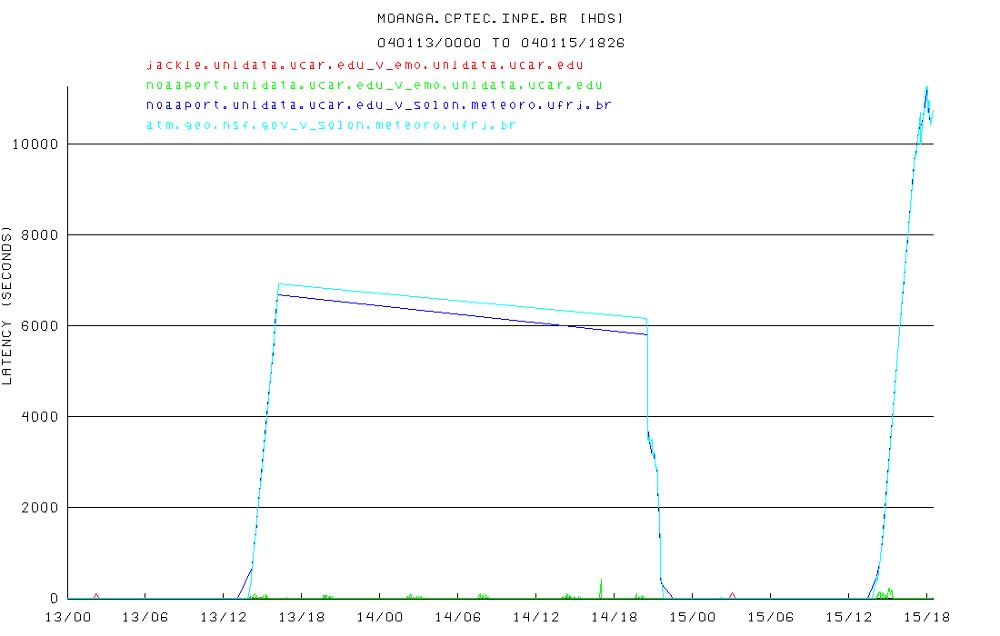 MOANGA.CPTEC.INPE.BR [HDS]
040113/0000 TO 040115/1826
jackie.unidata.ucar.edu_v_emo.unidata.ucar.edu
noaaport.unidata.ucar.edu_v_emo.unidata.ucar.edu
noaaport.unidata.ucar.edu_v_solon.meteoro.ufrj.br
atm.geo.nsf.gov_v_solon.meteoro.ufrj.br
LATENCY (SECONDS)
10000
8000
6000
4000
2000
0
13/00 13/06 13/12 13/18 14/00 14/06 14/12 14/18 15/00 15/06 15/12 15/18